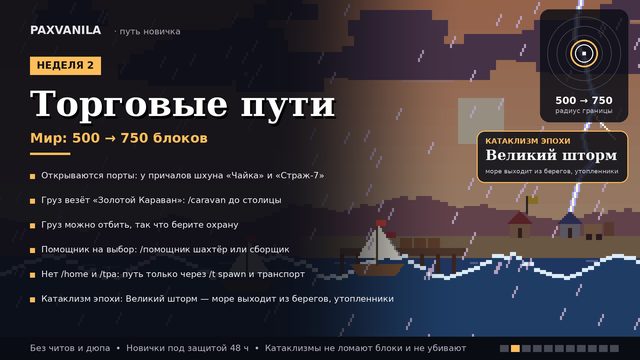 PAXVANILA · путь новичка
НЕДЕЛЯ 2
Торговые пути
Мир: 500 → 750 блоков
500 → 750
радиус границы
КАТАКЛИЗМ ЭПОХИ
Великий шторм
море выходит из берегов, утопленники
Открываются порты: у причалов шхуна «Чайка» и «Страж-7»
Груз везёт «Золотой Караван»: /caravan до столицы
Груз можно отбить, так что берите охрану
Помощник на выбор: /помощник шахтёр или сборщик
Нет /home и /tpa: путь только через /t spawn и транспорт
Катаклизм эпохи: Великий шторм — море выходит из берегов, утопленники
Без читов и дюпа • Новички под защитой 48 ч • Катаклизмы не ломают блоки и не убивают